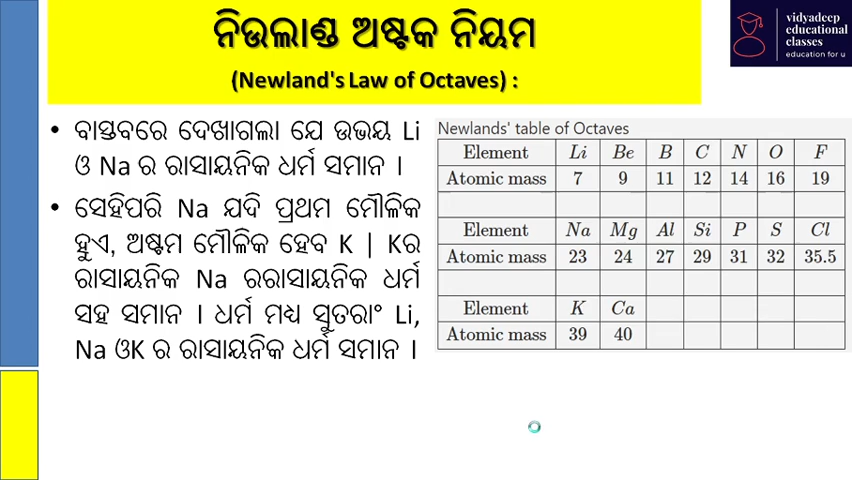 ନିଉଲାଣ୍ଡ ଅଷ୍ଟକ ନିୟମ
(Newland's Law of Octaves) :
vidyadeep
educational
classes
education for u
• ବାସ୍ତବରେ ଦେଖାଗଲା ଯେ ଉଭୟ Li
ଓ Na ର ରାସାୟନିକ ଧର୍ମ ସମାନ ।
• ସେହିପରି Na ଯଦି ପ୍ରଥମ ମୌଳିକ
ହୁଏ, ଅଷ୍ଟମ ମୌଳିକ ହେବ K | Kର
ରାସାୟନିକ Na ରରାସାୟନିକ ଧର୍ମ
ସହ ସମାନ । ଧର୍ମ ମଧ୍ୟ ସୁତରାଂ Li,
Na ଓK ର ରାସାୟନିକ ଧର୍ମ ସମାନ ।
Newlands' table of Octaves
Element Li Be B C N O F
Atomic mass 7 9 11 12 14 16 19
Element Na Mg Al Si P S Cl
Atomic mass 23 24 27 29 31 32 35.5
Element K Ca
Atomic mass 39 40